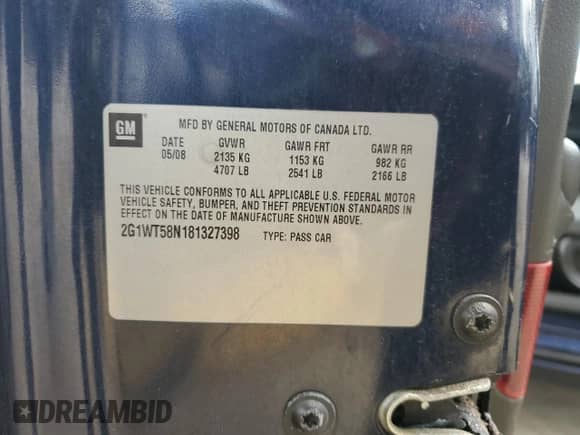 GM
MFD BY GENERAL MOTORS OF CANADA LTD.
DATE GVWR GAWR FRT GAWR RR
05/08 2135 KG 1153 KG 982 KG
4707 LB 2541 LB 2166 LB
THIS VEHICLE CONFORMS TO ALL APPLICABLE U.S. FEDERAL MOTOR
VEHICLE SAFETY, BUMPER, AND THEFT PREVENTION STANDARDS IN
EFFECT ON THE DATE OF MANUFACTURE SHOWN ABOVE.
2G1WT58N181327398 TYPE: PASS CAR
DREAMBID